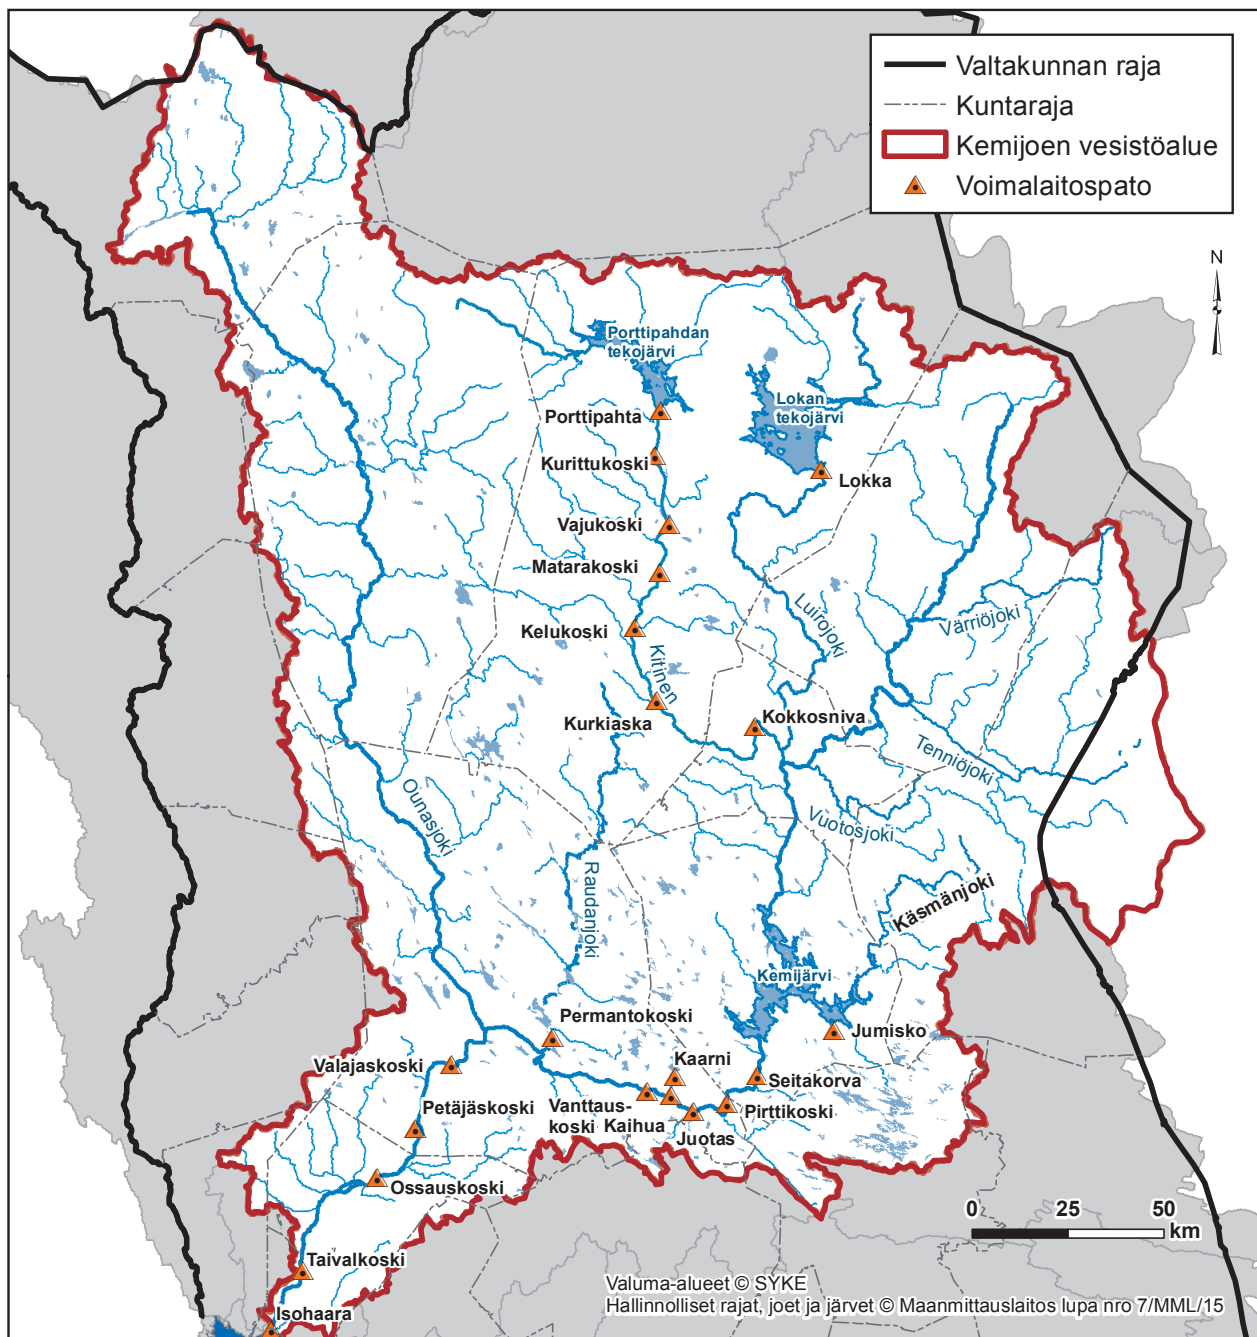 Valtakunnan raja
Kuntaraja
Kemijoen vesistöalue
Voimalaitospato
N
Porttipahdan
tekojärvi
Lokan
tekojärvi
Porttipahta
Kurittukoski
Lokka
Vajukoski
Matarakoski
Luirojoki
Värriöjoki
Kelukoski
Kitinen
Kurkiaska
Kokkosniva
Tenniöjoki
Ounasjoki
Vuotosjoki
Raudanjoki
Käsmänjoki
Kemijärvi
Permantokoski
Jumisko
Valajaskoski
Kaarni
Seitakorva
Petäjäskoski
Vanttaus-
koski
Kaihua
Pirttikoski
Juotas
Ossauskoski
Taivalkoski
Isohaara
0 25 50
km
Valuma-alueet © SYKE
Hallinnolliset rajat, joet ja järvet © Maanmittauslaitos lupa nro 7/MML/15